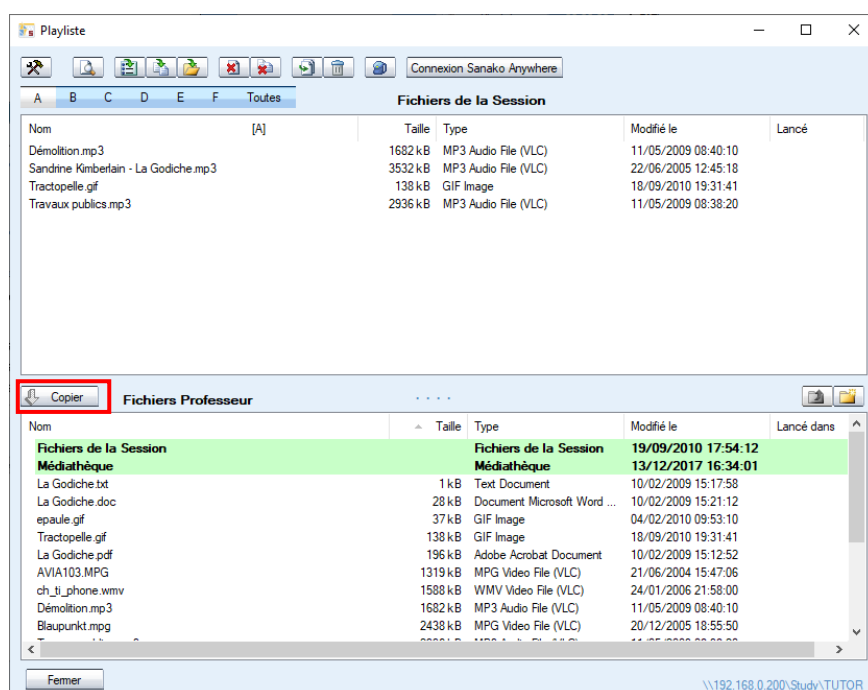 Playliste
Connexion Sanako Anywhere
A B C D E F Toutes Fichiers de la Session
Nom [A] Taille Type Modifié le Lancé
Démolition.mp3 1682 kB MP3 Audio File (VLC) 11/05/2009 08:40:10
Sandrine Kimberlain - La Godiche.mp3 3532 kB MP3 Audio File (VLC) 22/06/2005 12:45:18
Tractopelle.gif 138 kB GIF Image 18/09/2010 19:31:41
Travaux publics.mp3 2936 kB MP3 Audio File (VLC) 11/05/2009 08:38:20
Copier Fichiers Professeur
Nom Taille Type Modifié le Lancé dans
Fichiers de la Session Fichiers de la Session 19/09/2010 17:54:12
Médiathèque Médiathèque 13/12/2017 16:34:01
La Godiche.txt 1 kB Text Document 10/02/2009 15:17:58
La Godiche.doc 28 kB Document Microsoft Word ... 10/02/2009 15:21:12
epaule.gif 37 kB GIF Image 04/02/2010 09:53:10
Tractopelle.gif 138 kB GIF Image 18/09/2010 19:31:41
La Godiche.pdf 196 kB Adobe Acrobat Document 10/02/2009 15:12:52
AVIA103.MPG 1319 kB MPG Video File (VLC) 21/06/2004 15:47:06
ch_ti_phone.wmv 1588 kB WMV Video File (VLC) 24/01/2006 21:58:00
Démolition.mp3 1682 kB MP3 Audio File (VLC) 11/05/2009 08:40:10
Blaupunkt.mpg 2438 kB MPG Video File (VLC) 20/12/2005 18:55:50
Fermer
\\192.168.0.200\Study\TUTOR